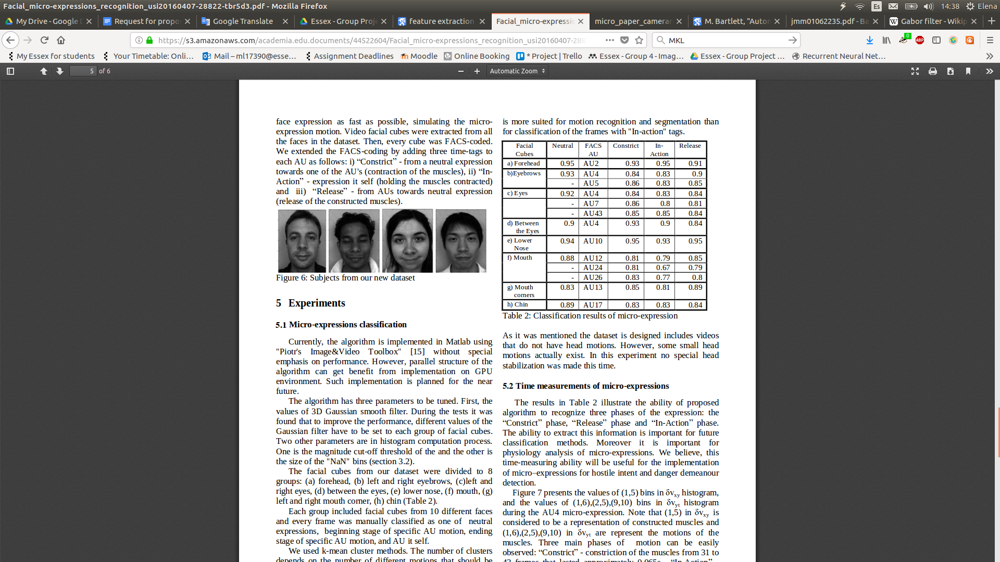 Facial_micro-expressions_recognition_usi20160407-28822-tbr5d3.pdf - Mozilla Firefox
Es
14:38
Elena
My Drive - Google
Request for propo
Google Translate
Essex - Group Proj
feature extraction
Facial_micro-expressi
micro_paper_camera
M. Bartlett, "Auto
jmm01062235.pdf - Ba
Gabor filter - Wikip
https://s3.amazonaws.com/academia.edu.documents/44522604/Facial_micro-expressions_recognition_usi20160407-288
MKL
0
ABP
My Essex for students
Your Timetable: Onli...
Mail – ml17390@esse...
Assignment Deadlines
Moodle
Online Booking
* Project | Trello
Essex - Group 4 - Imag...
Essex - Group Project ...
Recurrent Neural Net...
5 of 6
Automatic Zoom
face expression as fast as possible, simulating the micro-
expression motion. Video facial cubes were extracted from all
the faces in the dataset. Then, every cube was FACS-coded.
We extended the FACS-coding by adding three time-tags to
each AU as follows: i) “Constrict” - from a neutral expression
towards one of the AU's (contraction of the muscles), ii) “In-
Action” - expression it self (holding the muscles contracted)
and iii) “Release” - from AUs towards neutral expression
(release of the constructed muscles).
Figure 6: Subjects from our new dataset
5 Experiments
5.1 Micro-expressions classification
Currently, the algorithm is implemented in Matlab using
"Piotr's Image&Video Toolbox" [15] without special
emphasis on performance. However, parallel structure of the
algorithm can get benefit from implementation on GPU
environment. Such implementation is planned for the near
future.
The algorithm has three parameters to be tuned. First, the
values of 3D Gaussian smooth filter. During the tests it was
found that to improve the performance, different values of the
Gaussian filter have to be set to each group of facial cubes.
Two other parameters are in histogram computation process.
One is the magnitude cut-off threshold of the and the other is
the size of the "NaN" bins (section 3.2).
The facial cubes from our dataset were divided to 8
groups: (a) forehead, (b) left and right eyebrows, (c)left and
right eyes, (d) between the eyes, (e) lower nose, (f) mouth, (g)
left and right mouth corner, (h) chin (Table 2).
Each group included facial cubes from 10 different faces
and every frame was manually classified as one of neutral
expressions, beginning stage of specific AU motion, ending
stage of specific AU motion, and AU it self.
We used k-mean cluster methods. The number of clusters
depends on the number of different motions that should be
is more suited for motion recognition and segmentation than
for classification of the frames with "In-action" tags.
Facial Cubes Neutral FACS AU Constrict In-Action Release
a) Forehead 0.95 AU2 0.93 0.95 0.91
b)Eyebrows 0.93 AU4 0.84 0.83 0.9
- AU5 0.86 0.83 0.85
c) Eyes 0.92 AU4 0.84 0.83 0.84
- AU7 0.86 0.8 0.81
- AU43 0.85 0.85 0.84
d) Between the Eyes 0.9 AU4 0.93 0.9 0.84
e) Lower Nose 0.94 AU10 0.95 0.93 0.95
f) Mouth 0.88 AU12 0.81 0.79 0.85
- AU24 0.81 0.67 0.79
- AU26 0.83 0.77 0.8
g) Mouth corners 0.83 AU13 0.85 0.81 0.89
h) Chin 0.89 AU17 0.83 0.83 0.84
Table 2: Classification results of micro-expression
As it was mentioned the dataset is designed includes videos
that do not have head motions. However, some small head
motions actually exist. In this experiment no special head
stabilization was made this time.
5.2 Time measurements of micro-expressions
The results in Table 2 illustrate the ability of proposed
algorithm to recognize three phases of the expression: the
“Constrict” phase, “Release” phase and “In-Action” phase.
The ability to extract this information is important for future
classification methods. Moreover it is important for
physiology analysis of micro-expressions. We believe, this
time-measuring ability will be useful for the implementation
of micro–expressions for hostile intent and danger demeanour
detection.
Figure 7 presents the values of (1,5) bins in δvxy histogram,
and the values of (1,6),(2,5),(9,10) bins in δvyt histogram
during the AU4 micro-expression. Note that (1,5) in δvxy is
considered to be a representation of constructed muscles and
(1,6),(2,5),(9,10) in δvyt are represent the motions of the
muscles. Three main phases of motion can be easily
observed: “Constrict” - constriction of the muscles from 31 to
42 frames that lasted approximately 0.065s, “In-Action” -